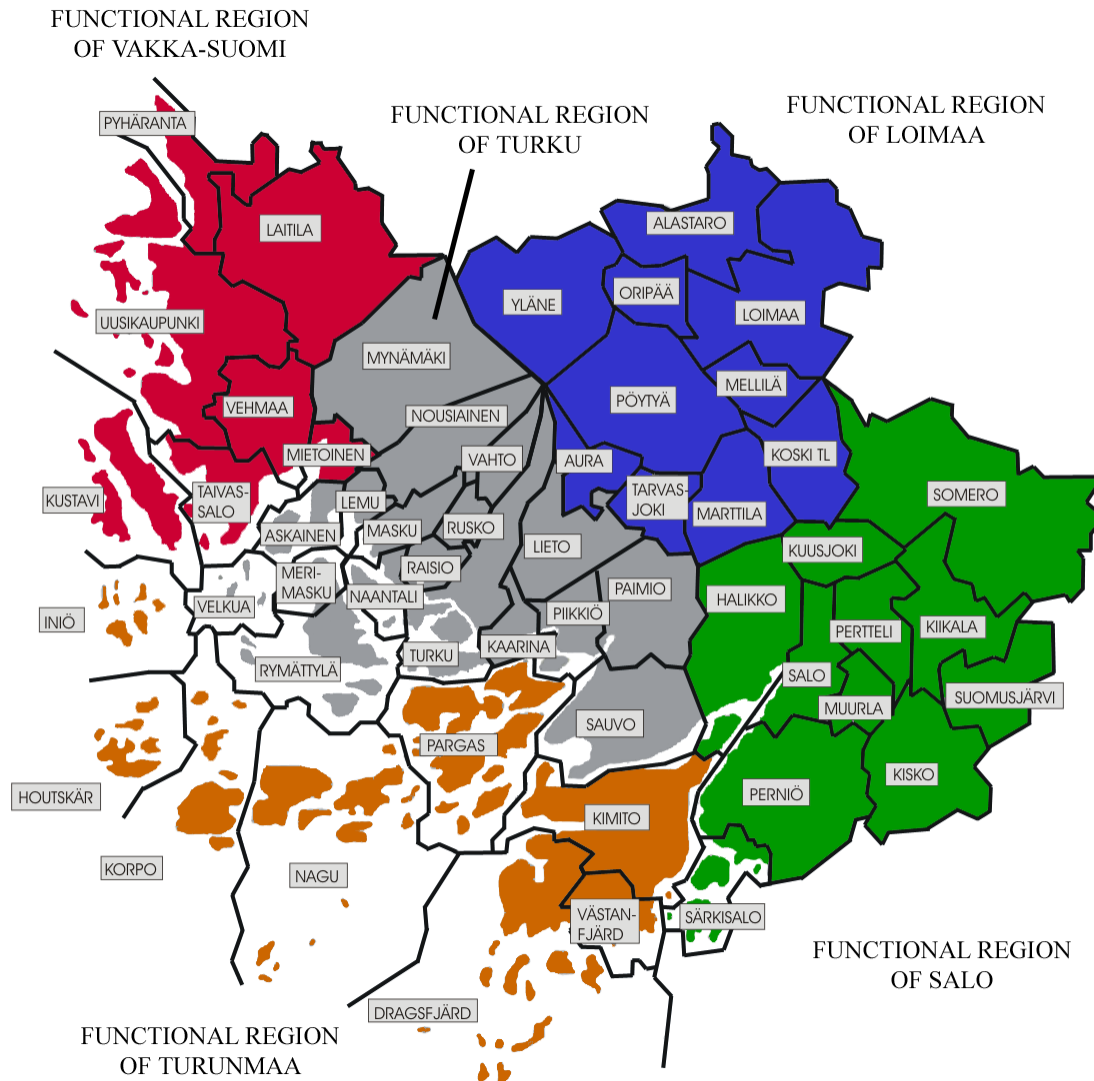 FUNCTIONAL REGION
OF VAKKA-SUOMI
FUNCTIONAL REGION
OF TURKU
FUNCTIONAL REGION
OF LOIMAA
PYHÄRANTA
LAITILA
ALASTARO
YLÄNE
ORIPÄÄ
LOIMAA
UUSIKAUPUNKI
MYNÄMÄKI
MELLILÄ
VEHMAA
PÖYTYÄ
NOUSIAINEN
MIETOINEN
VAHTO
AURA
KOSKI TL
KUSTAVI
TAIVAS-
SALO
LEMU
TARVAS-
JOKI
MARTTILA
SOMERO
ASKAINEN
MASKU
RUSKO
LIETO
KUUSJOKI
MERI-
MASKU
RAISIO
NAANTALI
PAIMIO
HALIKKO
VELKUA
PIIKKIÖ
INIÖ
PERTTELI
KIIKALA
RYMÄTTYLÄ
TURKU
KAARINA
SALO
SUOMUSJÄRVI
MUURLA
SAUVO
PARGAS
KISKO
HOUTSKÄR
PERNIÖ
KIMITO
KORPO
NAGU
VÄSTAN-
FJÄRD
SÄRKISALO
FUNCTIONAL REGION
OF SALO
DRAGSFJÄRD
FUNCTIONAL REGION
OF TURUNMAA